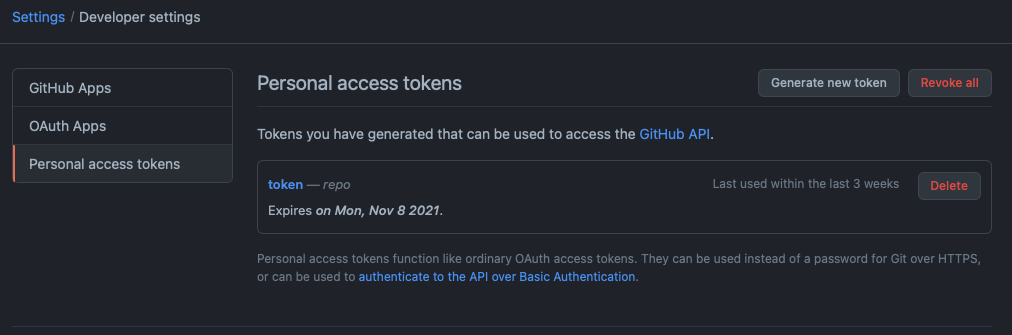 Settings / Developer settings
GitHub Apps
OAuth Apps
Personal access tokens
Personal access tokens
Generate new token
Revoke all
Tokens you have generated that can be used to access the GitHub API.
token — repo
Last used within the last 3 weeks
Delete
Expires on Mon, Nov 8 2021.
Personal access tokens function like ordinary OAuth access tokens. They can be used instead of a password for Git over HTTPS,
or can be used to authenticate to the API over Basic Authentication.